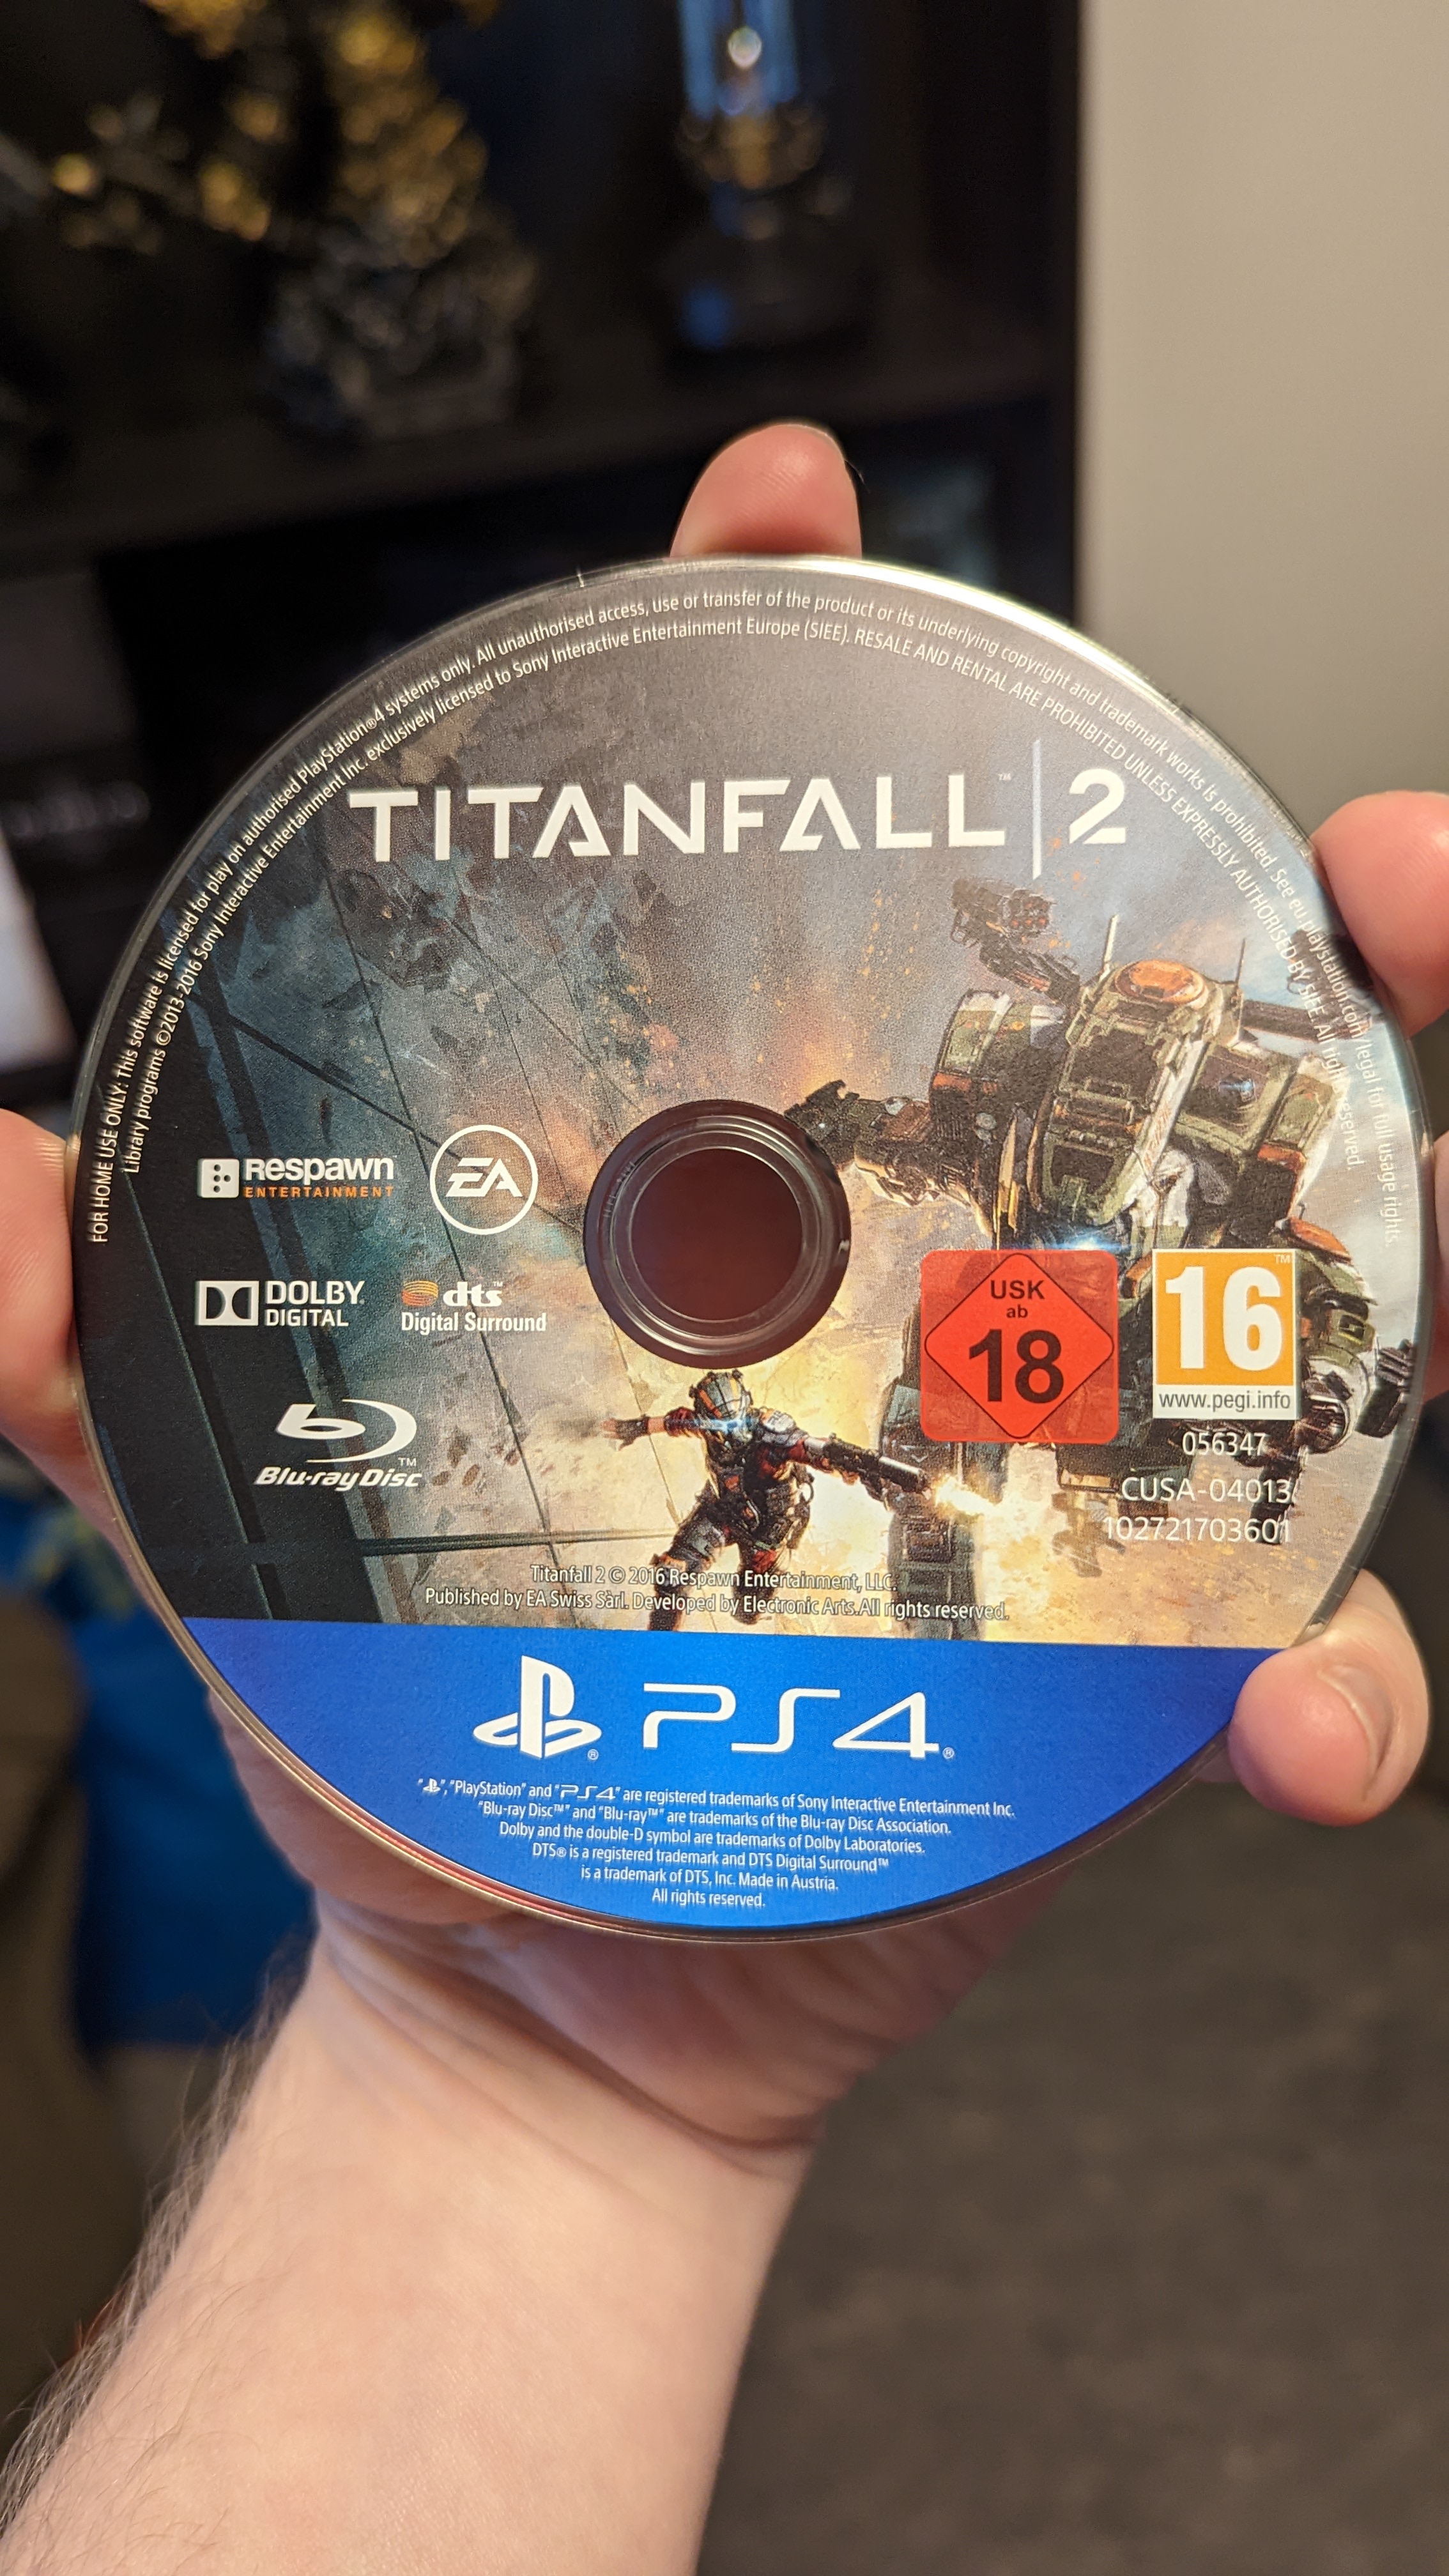 FOR HOME USE ONLY: This software is licensed for play on authorised PlayStation®4 systems only. All unauthorised access, use or transfer of the product or its underlying copyright and trademark works is prohibited. See eu.playstation.com/legal for full usage rights.
Library programs ©2013-2016 Sony Interactive Entertainment Inc. exclusively licensed to Sony Interactive Entertainment Europe (SIEE). RESALE AND RENTAL ARE PROHIBITED UNLESS EXPRESSLY AUTHORISED BY SIEE. All rights reserved.
TITANFALL™ 2
RESPAWN
ENTERTAINMENT
EA
DOLBY
DIGITAL
dts™
Digital Surround
USK
ab
18
16™
www.pegi.info
Blu-ray Disc™
056347
CUSA-04013
102721703601
Titanfall 2 © 2016 Respawn Entertainment, LLC.
Published by EA Swiss Sàrl. Developed by Electronic Arts.All rights reserved.
® PS4®
"PS", "PlayStation" and "PS4" are registered trademarks of Sony Interactive Entertainment Inc.
"Blu-ray Disc™" and "Blu-ray™" are trademarks of the Blu-ray Disc Association.
Dolby and the double-D symbol are trademarks of Dolby Laboratories.
DTS® is a registered trademark and DTS Digital Surround™
is a trademark of DTS, Inc. Made in Austria.
All rights reserved.